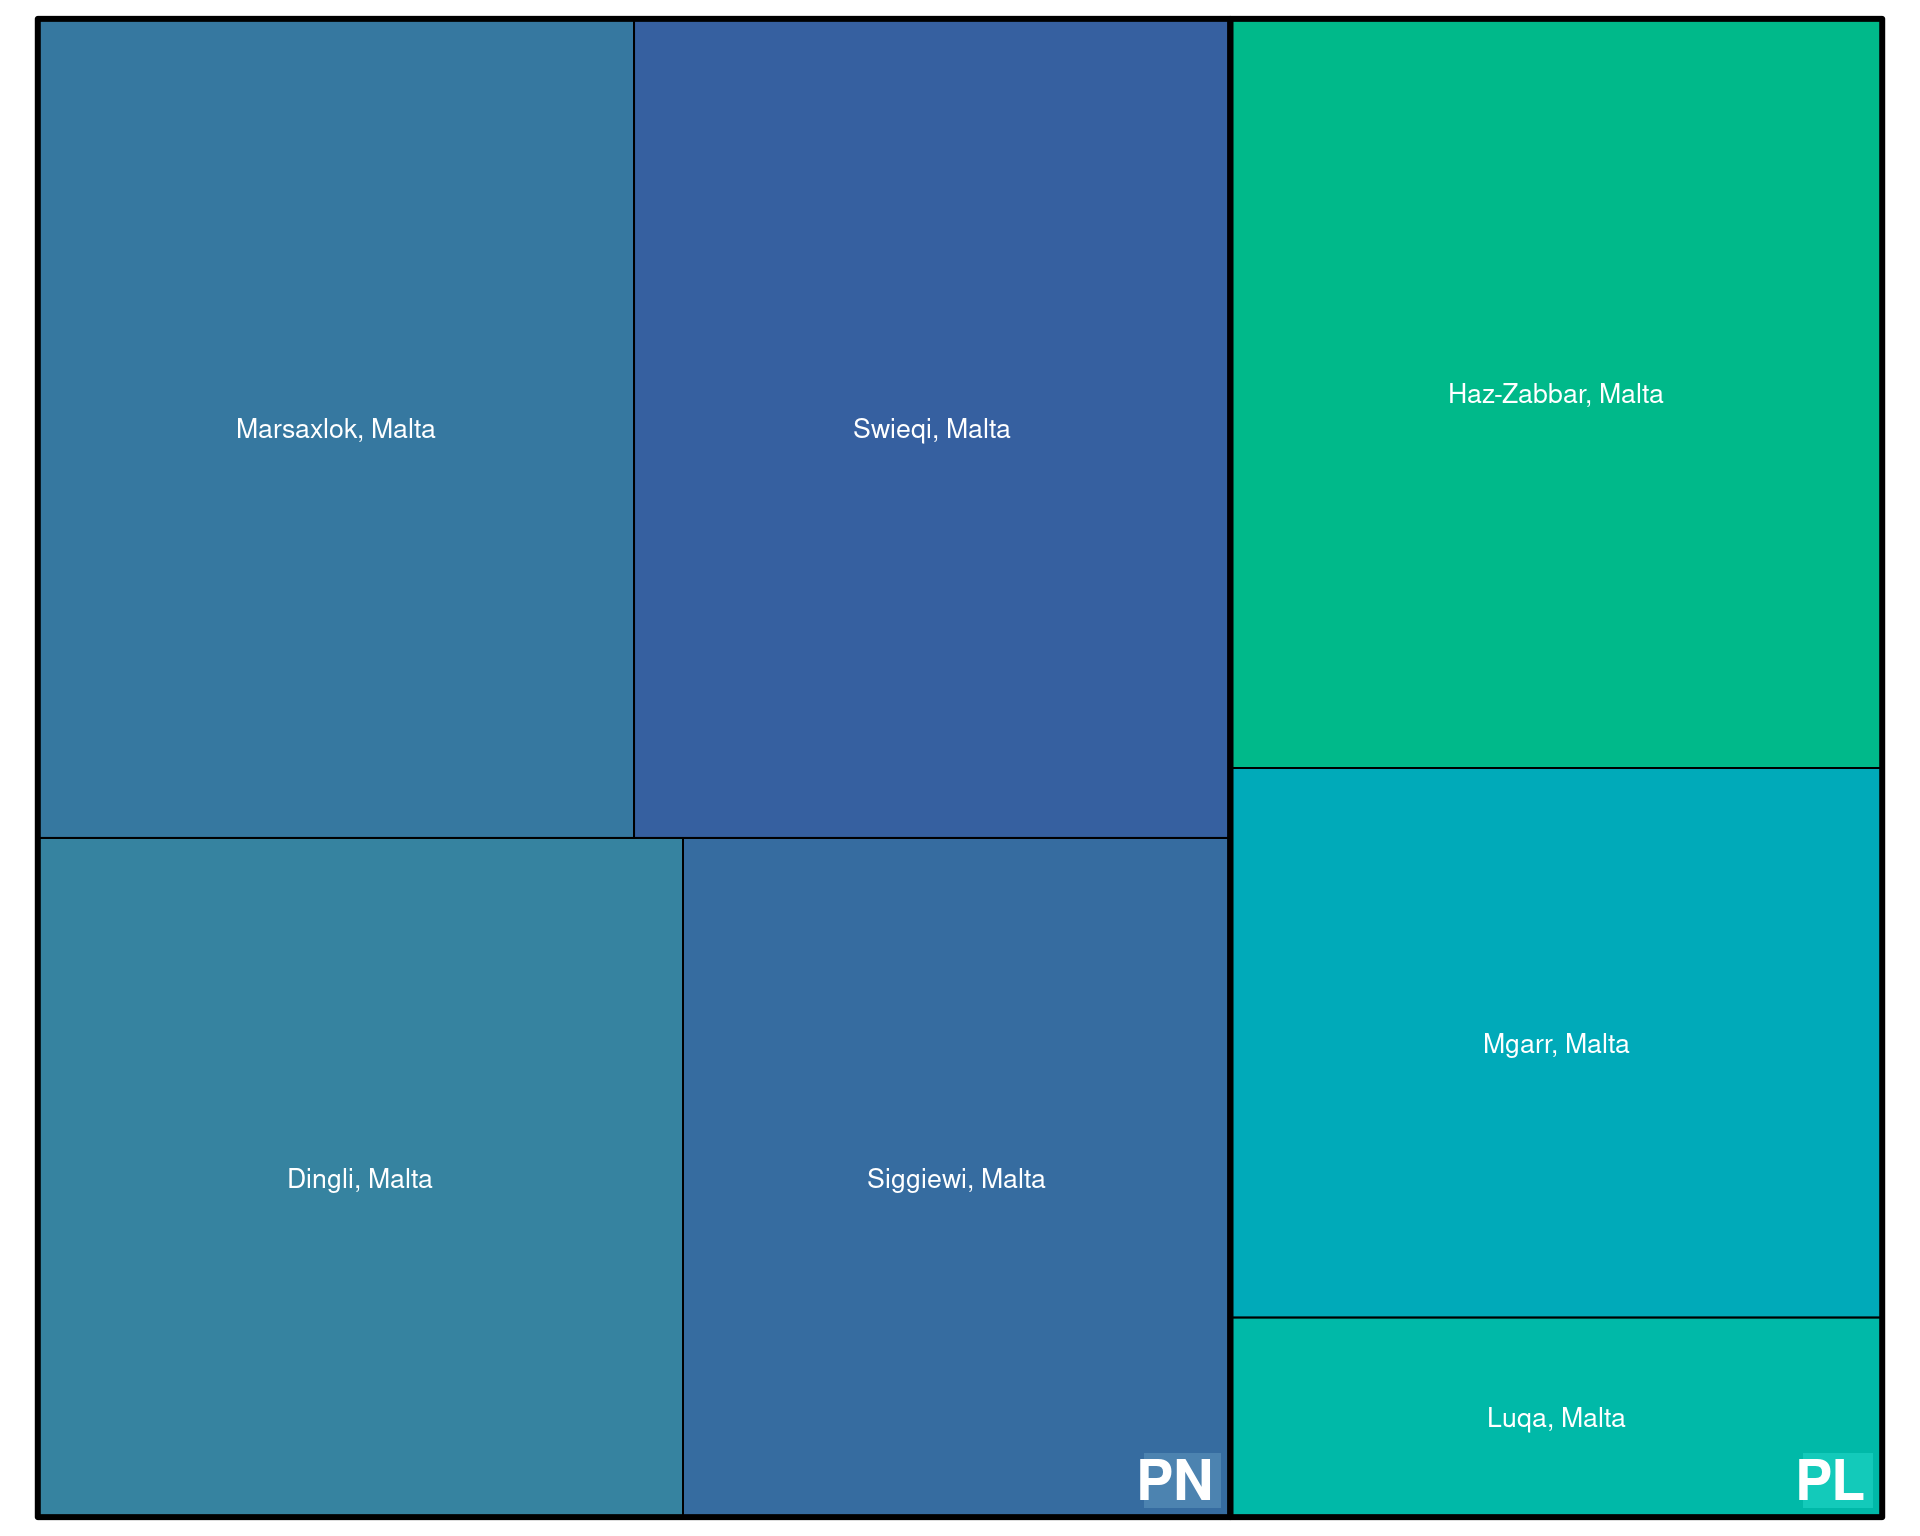 Marsaxlok, Malta
Swieqi, Malta
Haz-Zabbar, Malta
Dingli, Malta
Siggiewi, Malta
Mgarr, Malta
Luqa, Malta
PN
PL